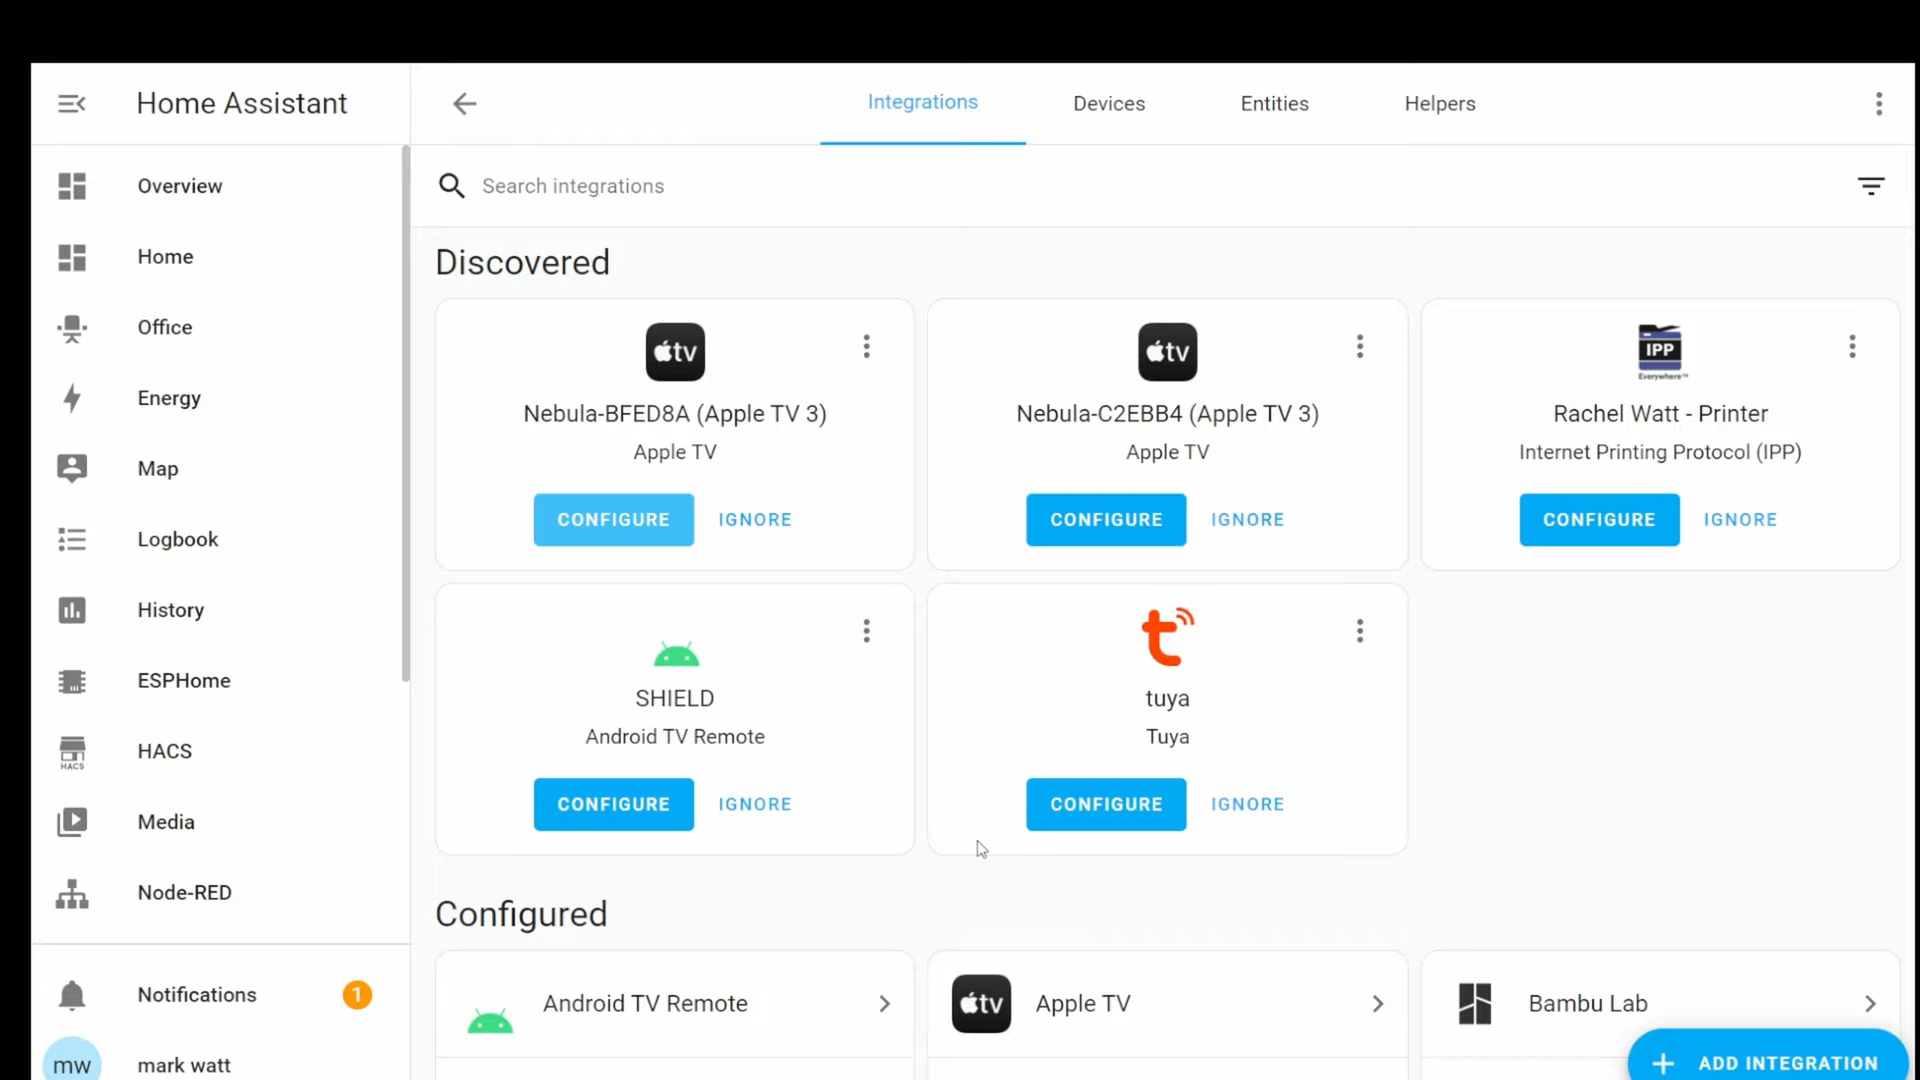 Home Assistant
Integrations
Devices
Entities
Helpers
Search integrations
Overview
Home
Office
Energy
Map
Logbook
History
ESPHome
HACS
HACS
Media
Node-RED
Notifications
1
mw
mark watt
Discovered
tv
Nebula-BFED8A (Apple TV 3)
Apple TV
CONFIGURE
IGNORE
tv
Nebula-C2EBB4 (Apple TV 3)
Apple TV
CONFIGURE
IGNORE
IPP
Everywhere™
Rachel Watt - Printer
Internet Printing Protocol (IPP)
CONFIGURE
IGNORE
SHIELD
Android TV Remote
CONFIGURE
IGNORE
t
tuya
Tuya
CONFIGURE
IGNORE
Configured
Android TV Remote
tv
Apple TV
Bambu Lab
ADD INTEGRATION